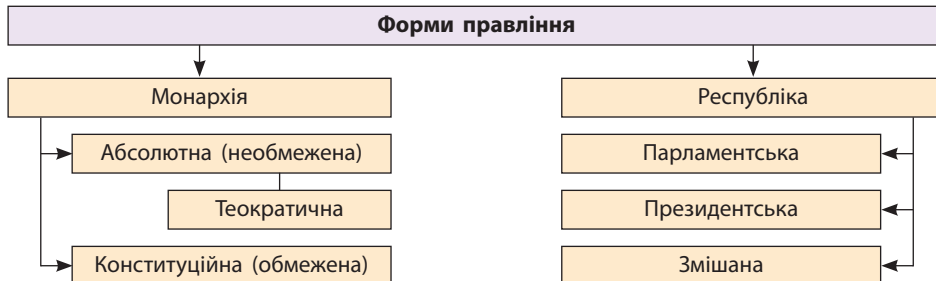 Форми правління
Монархія
Абсолютна (необмежена)
Теократична
Конституційна (обмежена)
Республіка
Парламентська
Президентська
Змішана